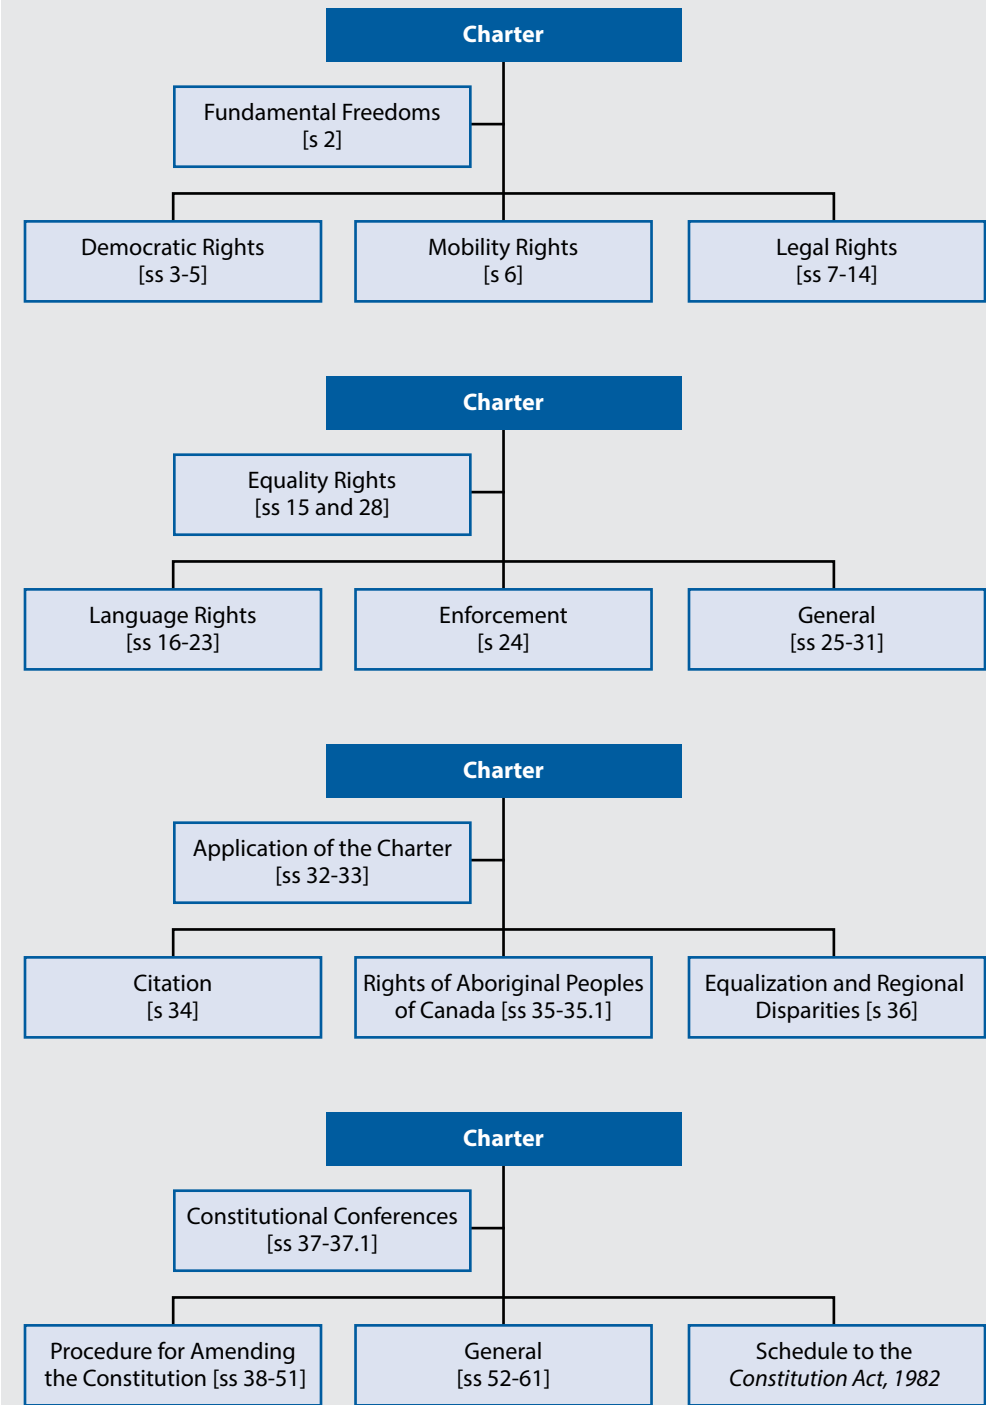 Charter
Fundamental Freedoms
[s 2]
Democratic Rights
[ss 3-5]
Mobility Rights
[s 6]
Legal Rights
[ss 7-14]
Charter
Equality Rights
[ss 15 and 28]
Language Rights
[ss 16-23]
Enforcement
[s 24]
General
[ss 25-31]
Charter
Application of the Charter
[ss 32-33]
Citation
[s 34]
Rights of Aboriginal Peoples
of Canada [ss 35-35.1]
Equalization and Regional
Disparities [s 36]
Charter
Constitutional Conferences
[ss 37-37.1]
Procedure for Amending
the Constitution [ss 38-51]
General
[ss 52-61]
Schedule to the
Constitution Act, 1982